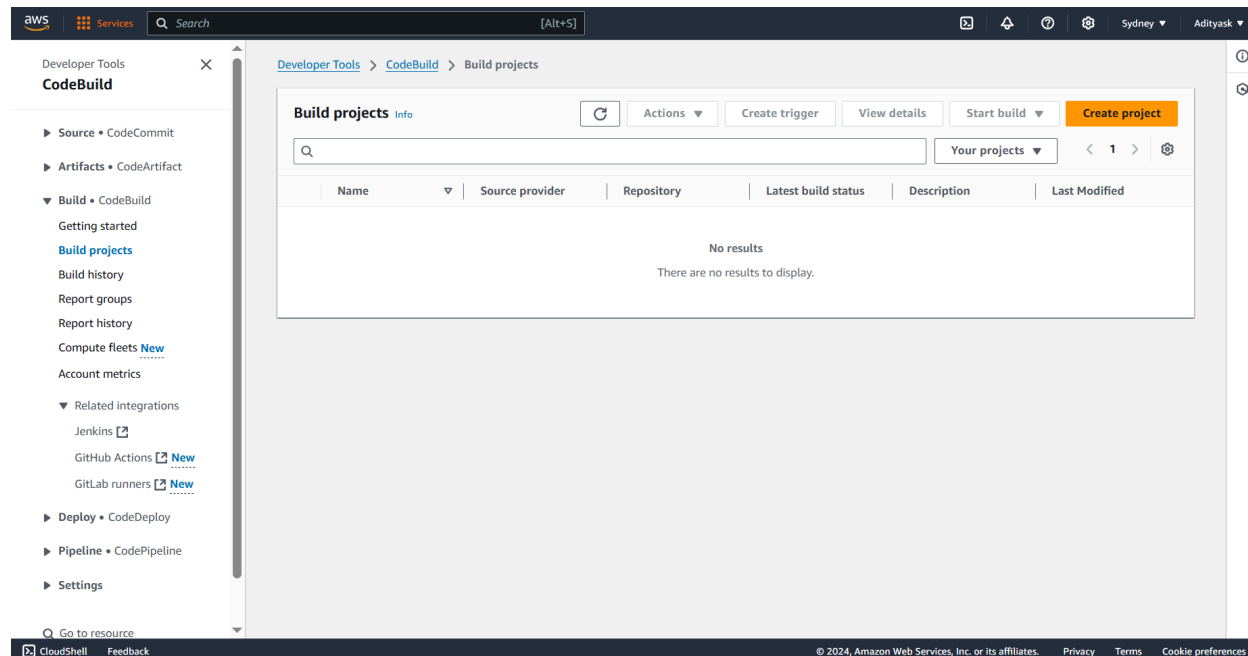 aws Services Search [Alt+S] Sydney Adityask
Developer Tools
CodeBuild
Source • CodeCommit
Artifacts • CodeArtifact
Build • CodeBuild
Getting started
Build projects
Build history
Report groups
Report history
Compute fleets New
Account metrics
Related integrations
Jenkins
GitHub Actions New
GitLab runners New
Deploy • CodeDeploy
Pipeline • CodePipeline
Settings
Go to resource
Developer Tools > CodeBuild > Build projects
Build projects Info Actions Create trigger View details Start build Create project
Your projects < 1 >
Name Source provider Repository Latest build status Description Last Modified
No results
There are no results to display.
CloudShell Feedback © 2024, Amazon Web Services, Inc. or its affiliates. Privacy Terms Cookie preferences